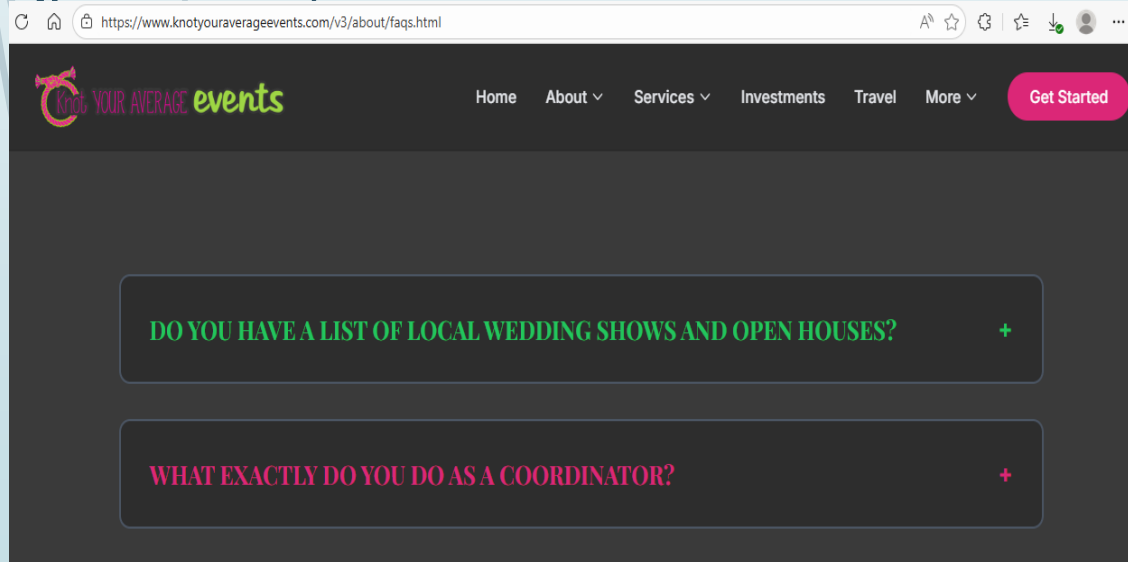 https://www.knotyouraverageevents.com/v3/about/faqs.html
Knot YOUR AVERAGE events
Home About Services Investments Travel More Get Started
DO YOU HAVE A LIST OF LOCAL WEDDING SHOWS AND OPEN HOUSES? +
WHAT EXACTLY DO YOU DO AS A COORDINATOR? +